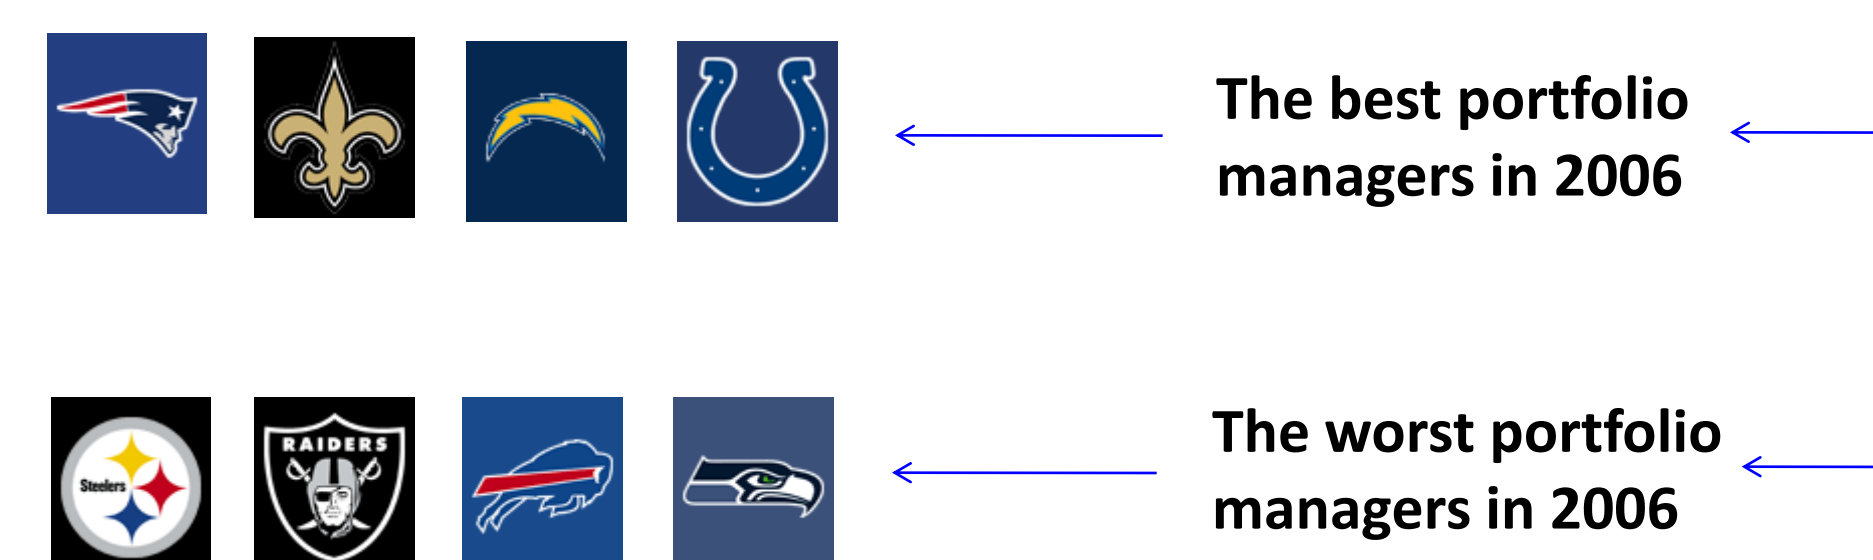 The best portfolio
managers in 2006
RAIDERS
Steelers
The worst portfolio
managers in 2006